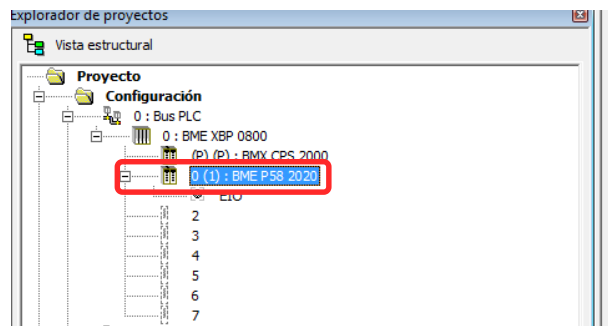 Explorador de proyectos
Vista estructural
Proyecto
Configuración
0 : Bus PLC
0 : BME XBP 0800
(P) (P) : BMX CPS 2000
0 (1) : BME P58 2020
EIO
2
3
4
5
6
7